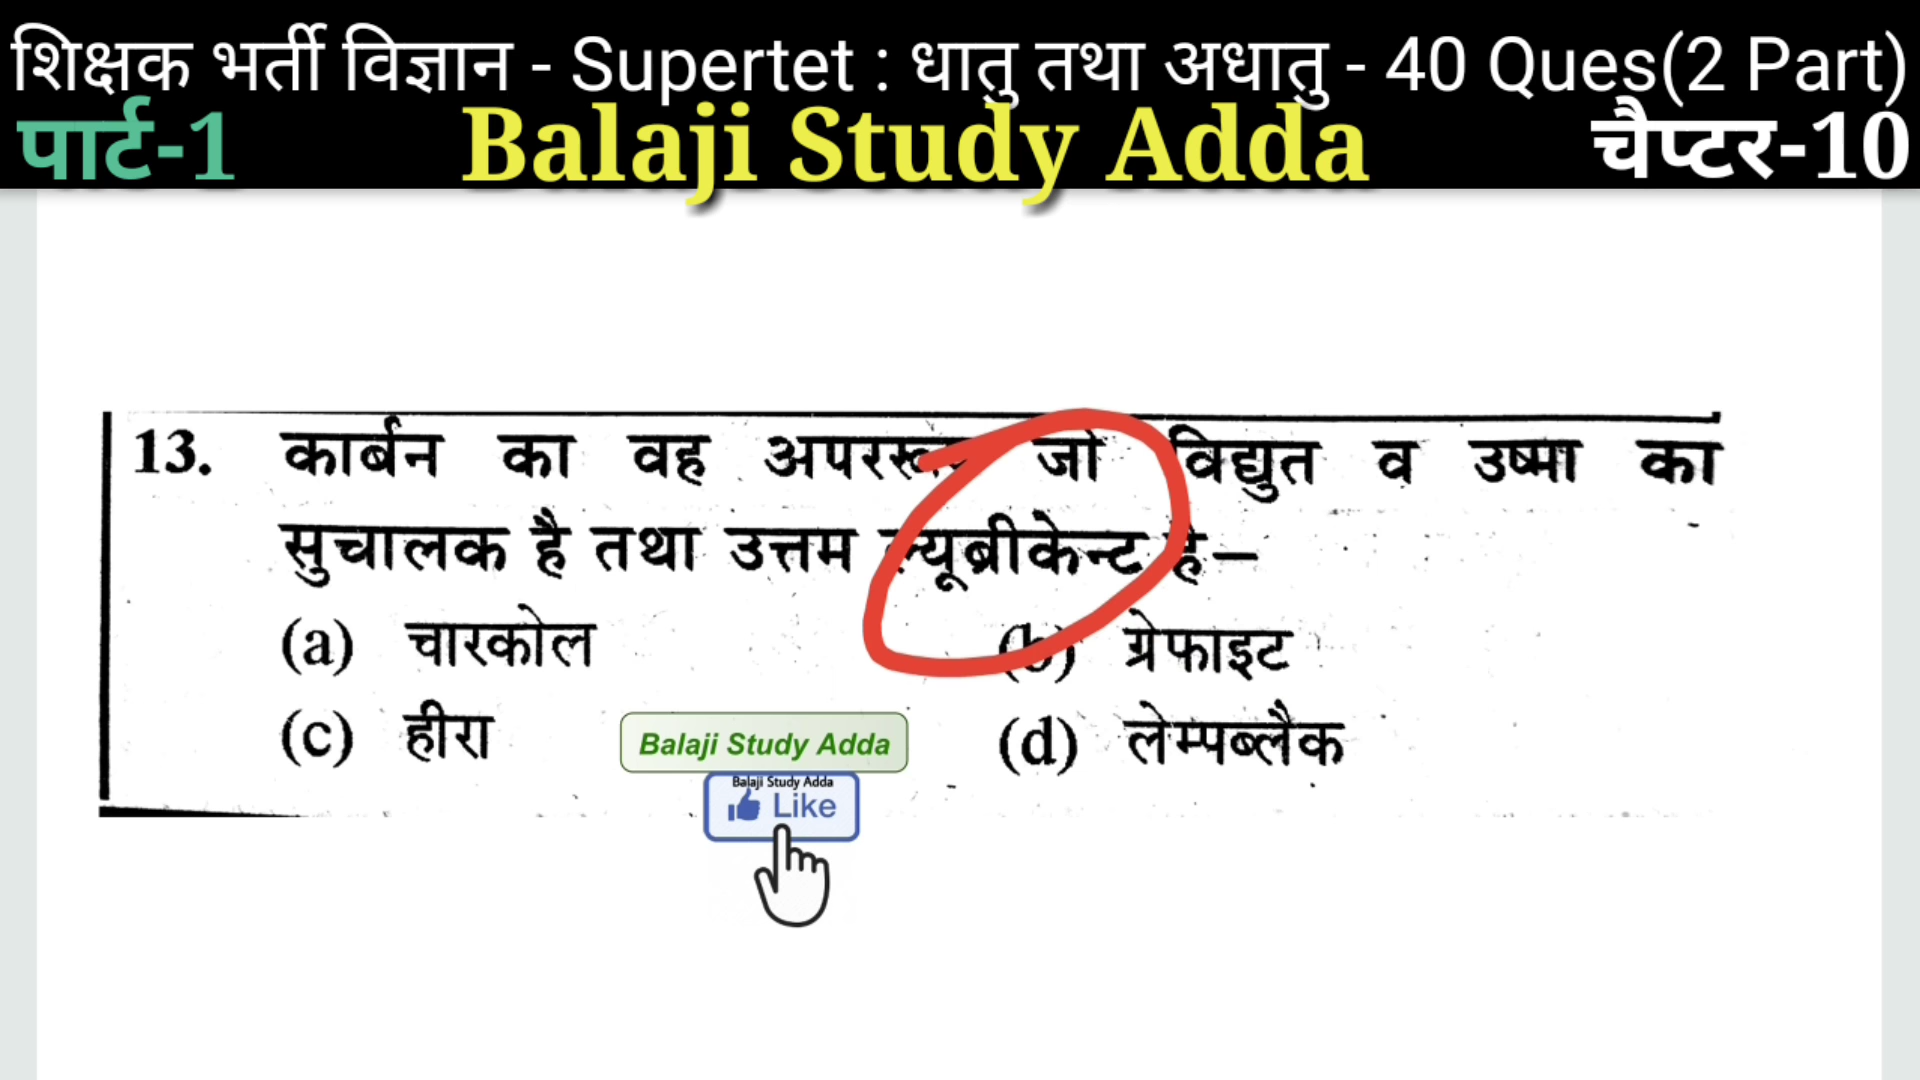 शिक्षक भर्ती विज्ञान - Supertet : धातु तथा अधातु - 40 Ques(2 Part)
पार्ट-1 Balaji Study Adda चैप्टर-10
13. कार्बन का वह अपररूप जो विद्युत व उष्मा का
सुचालक है तथा उत्तम ल्यूब्रीकेन्ट है–
(a) चारकोल (b) ग्रेफाइट
(c) हीरा (d) लेम्पब्लैक
Balaji Study Adda
Balaji Study Adda
Like